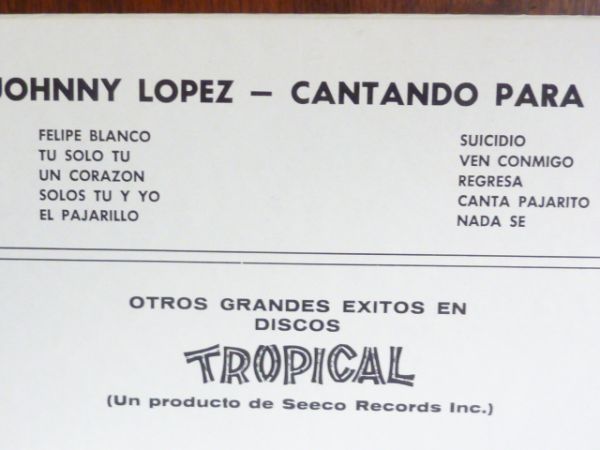 JOHNNY LOPEZ — CANTANDO PARA
FELIPE BLANCO
TU SOLO TU
UN CORAZON
SOLOS TU Y YO
EL PAJARILLO
SUICIDIO
VEN CONMIGO
REGRESA
CANTA PAJARITO
NADA SE
OTROS GRANDES EXITOS EN
DISCOS
TROPICAL
(Un producto de Seeco Records Inc.)